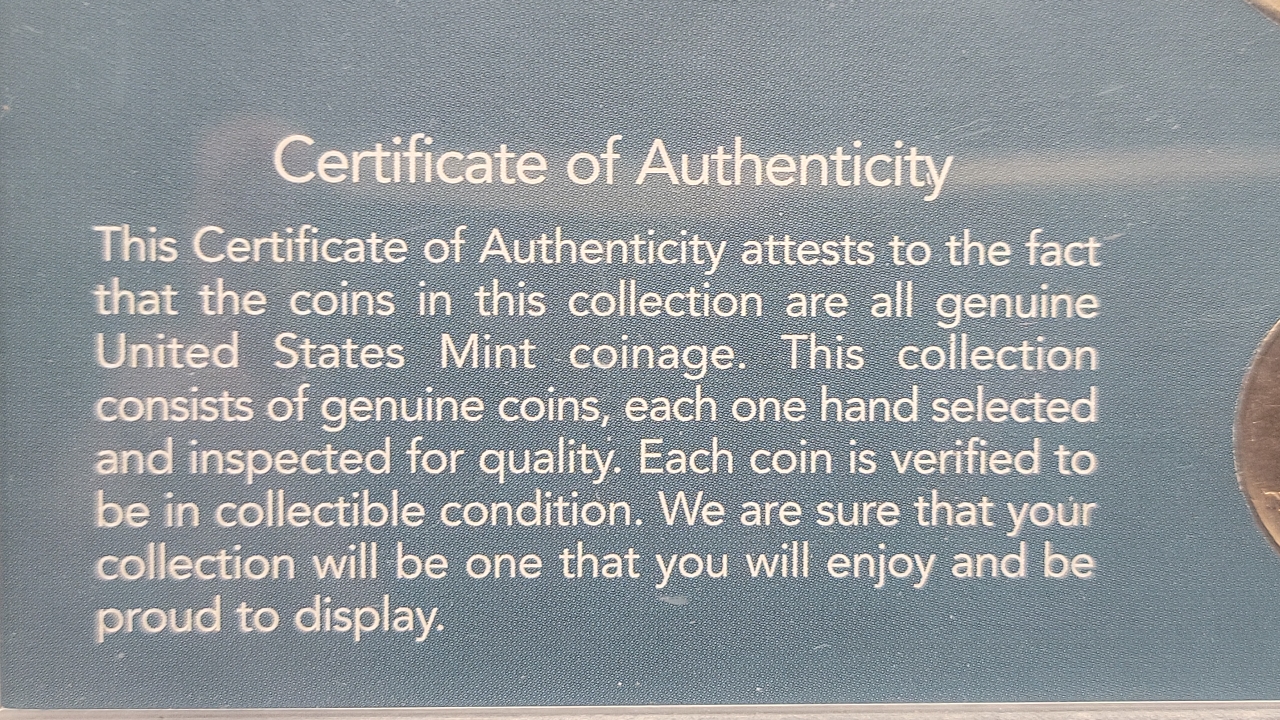 Certificate of Authenticity
This Certificate of Authenticity attests to the fact
that the coins in this collection are all genuine
United States Mint coinage. This collection
consists of genuine coins, each one hand selected
and inspected for quality. Each coin is verified to
be in collectible condition. We are sure that your
collection will be one that you will enjoy and be
proud to display.